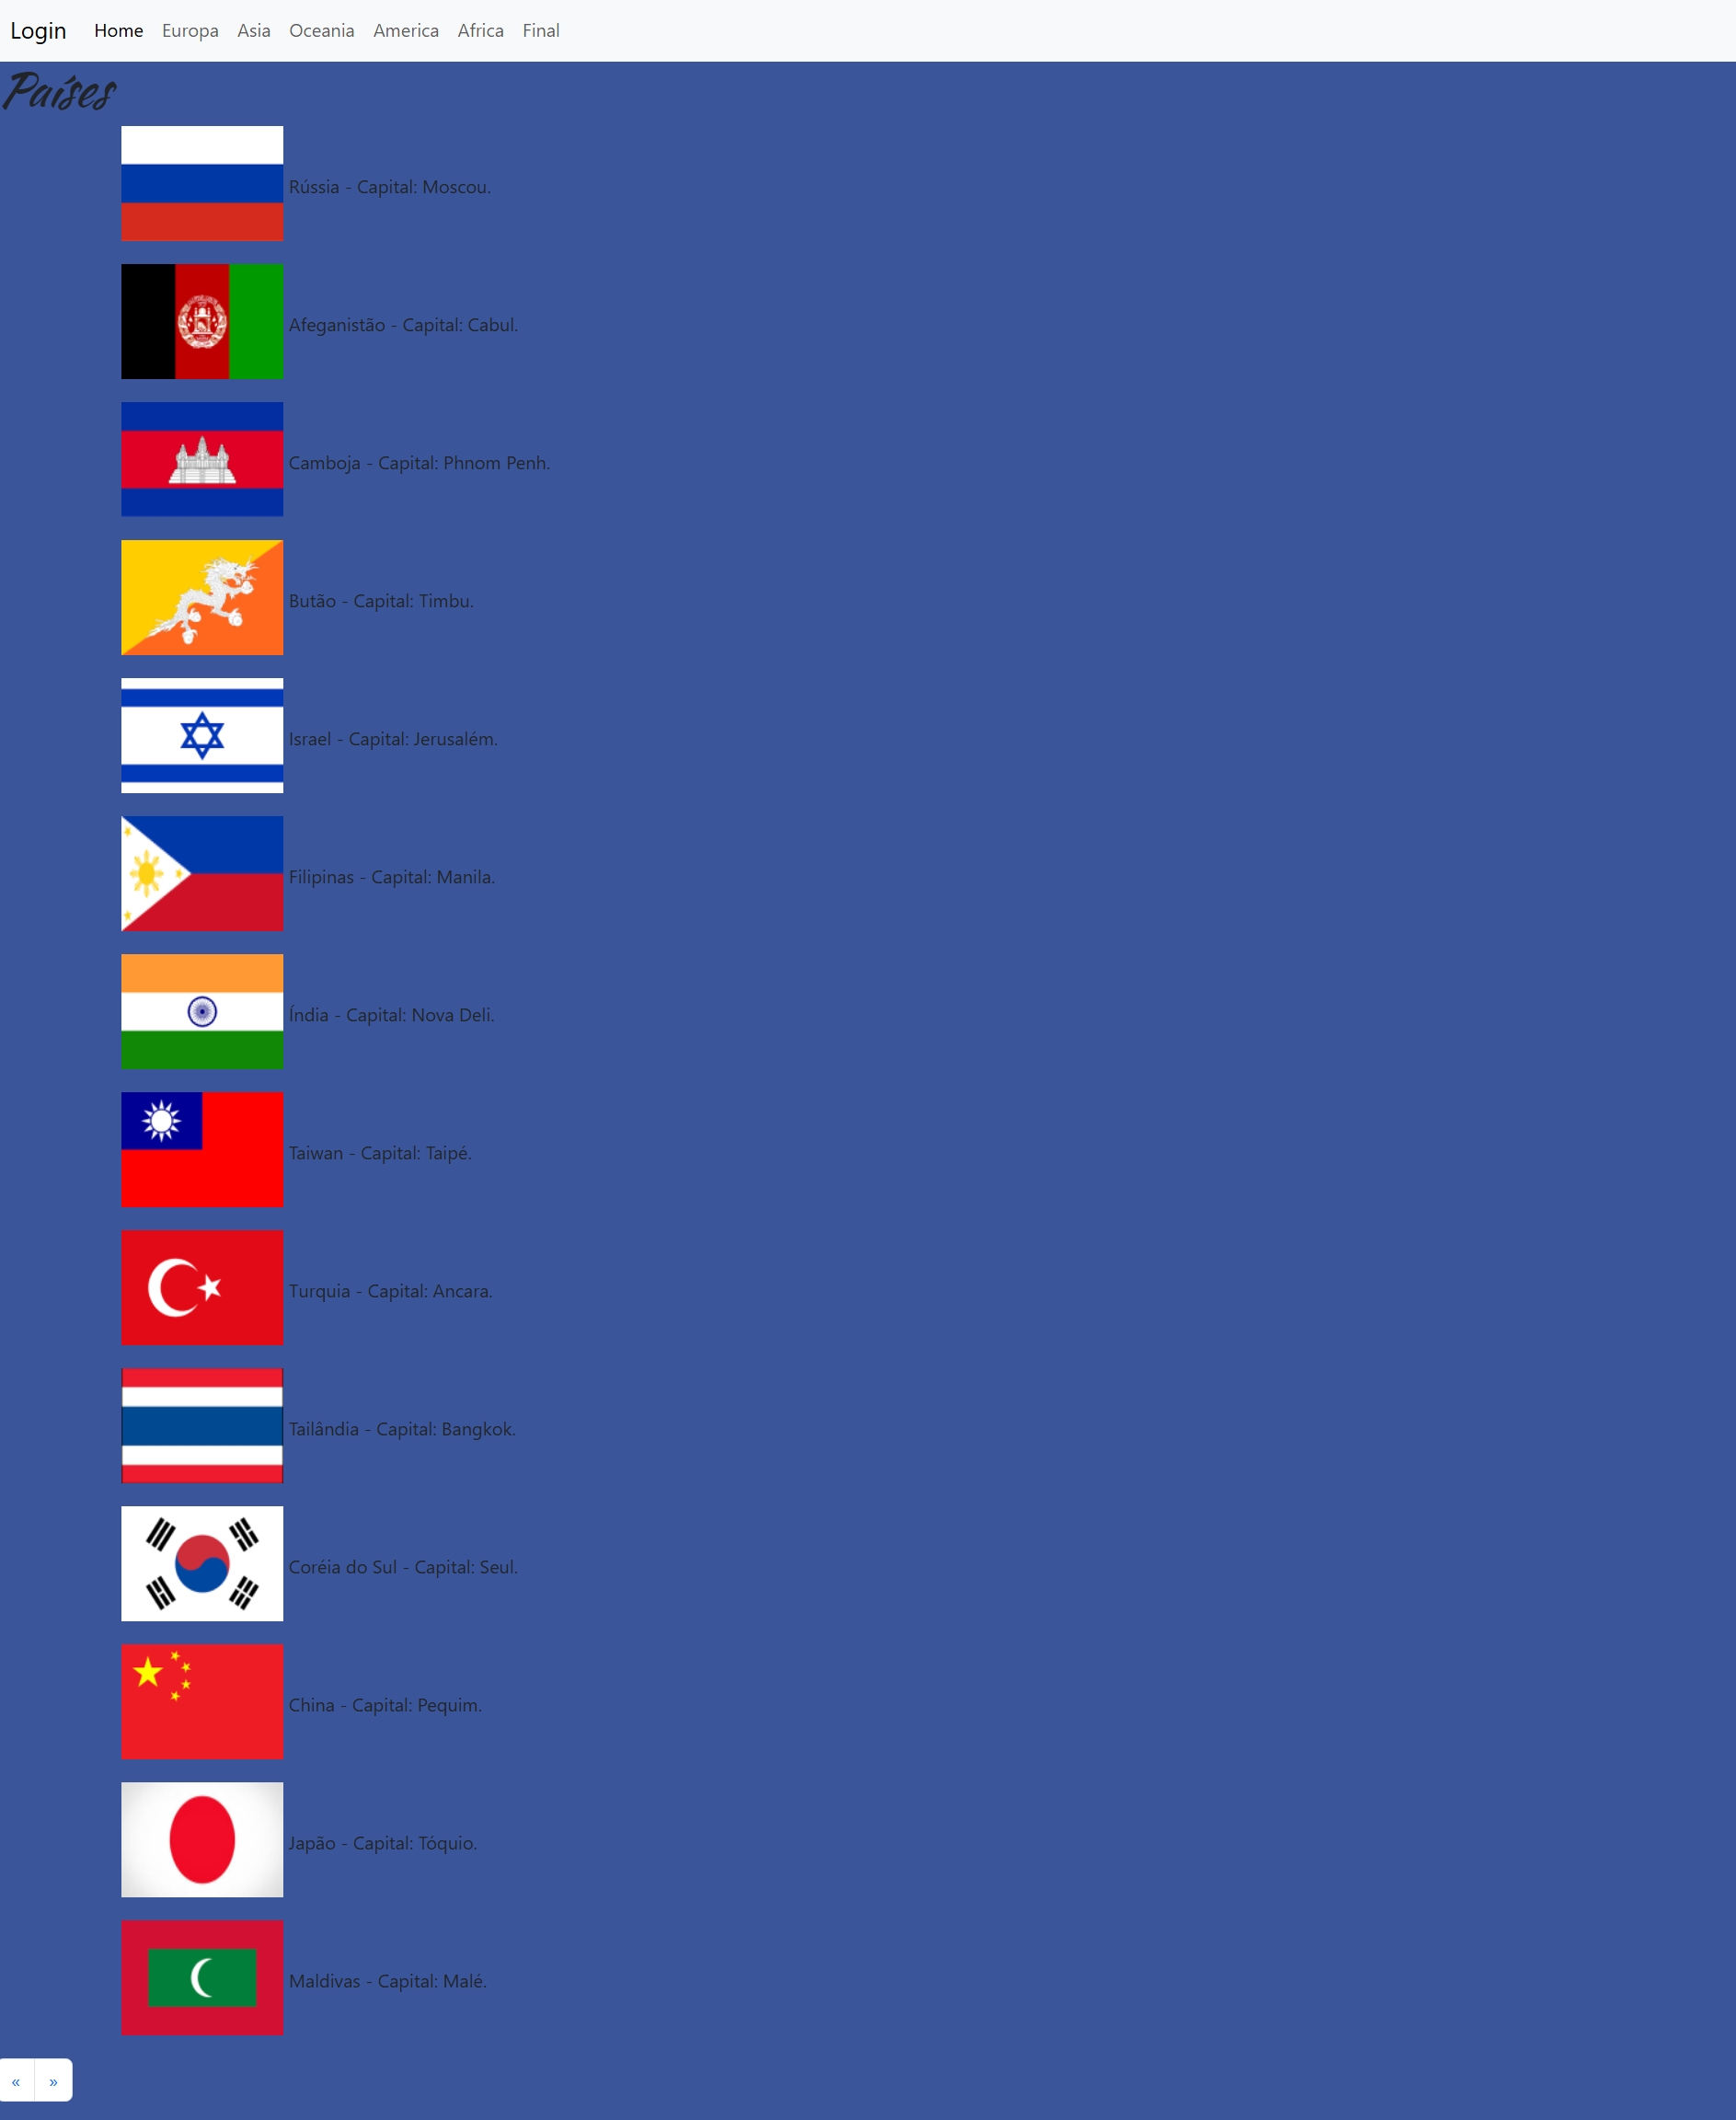 Login Home Europa Asia Oceania America Africa Final
Países
Rússia - Capital: Moscou.
Afeganistão - Capital: Cabul.
Camboja - Capital: Phnom Penh.
Butão - Capital: Timbu.
Israel - Capital: Jerusalém.
Filipinas - Capital: Manila.
Índia - Capital: Nova Deli.
Taiwan - Capital: Taipé.
Turquia - Capital: Ancara.
Tailândia - Capital: Bangkok.
Coréia do Sul - Capital: Seul.
China - Capital: Pequim.
Japão - Capital: Tóquio.
Maldivas - Capital: Malé.
« »